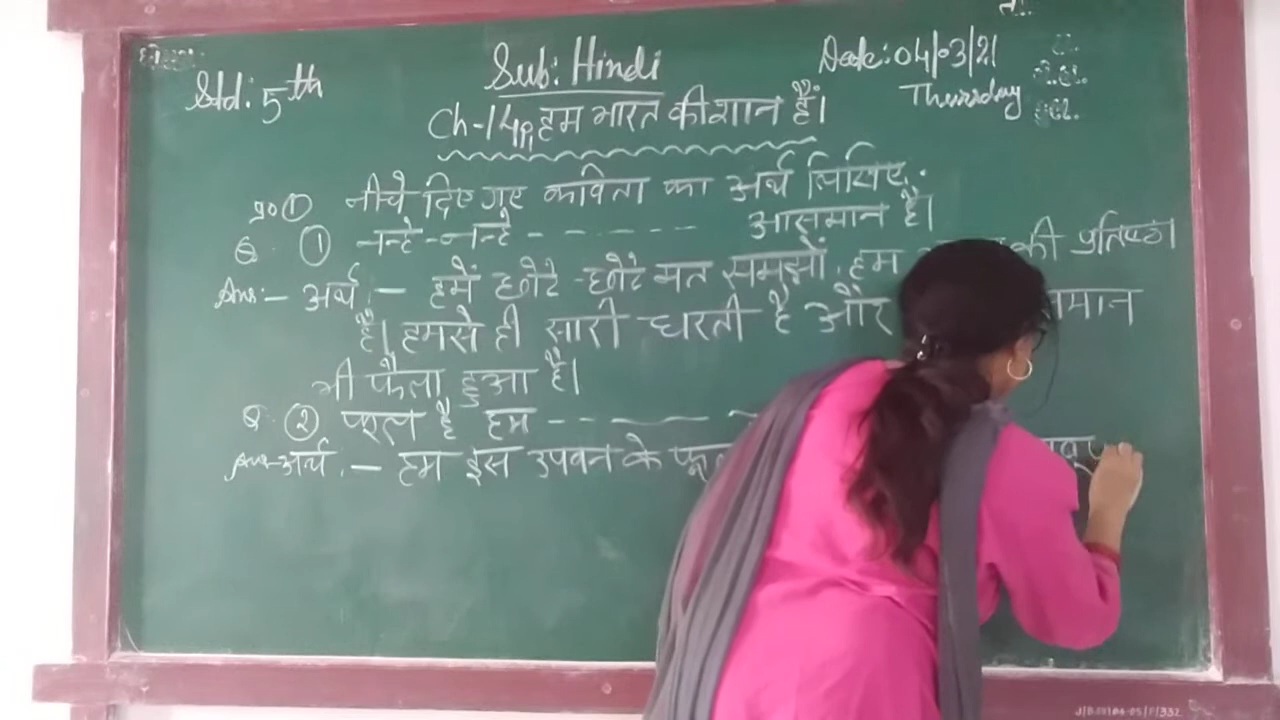 Std: 5th
Sub: Hindi
Date: 04/03/21
Thursday
Ch-14 हम भारत की शान हैं।
प्र० ① नीचे दिए गए कविता का अर्थ लिखिए.
① नन्हे-नन्हे - - - - - - आसमान है।
Ans:- अर्थ - हमें छोटे-छोटे मत समझो, हम की प्रतिष्ठा
हैं। हमसे ही सारी धरती है और
भी फैला हुआ है।
② फूल है हम - - - - -
Ans-अर्थ - हम इस उपवन के